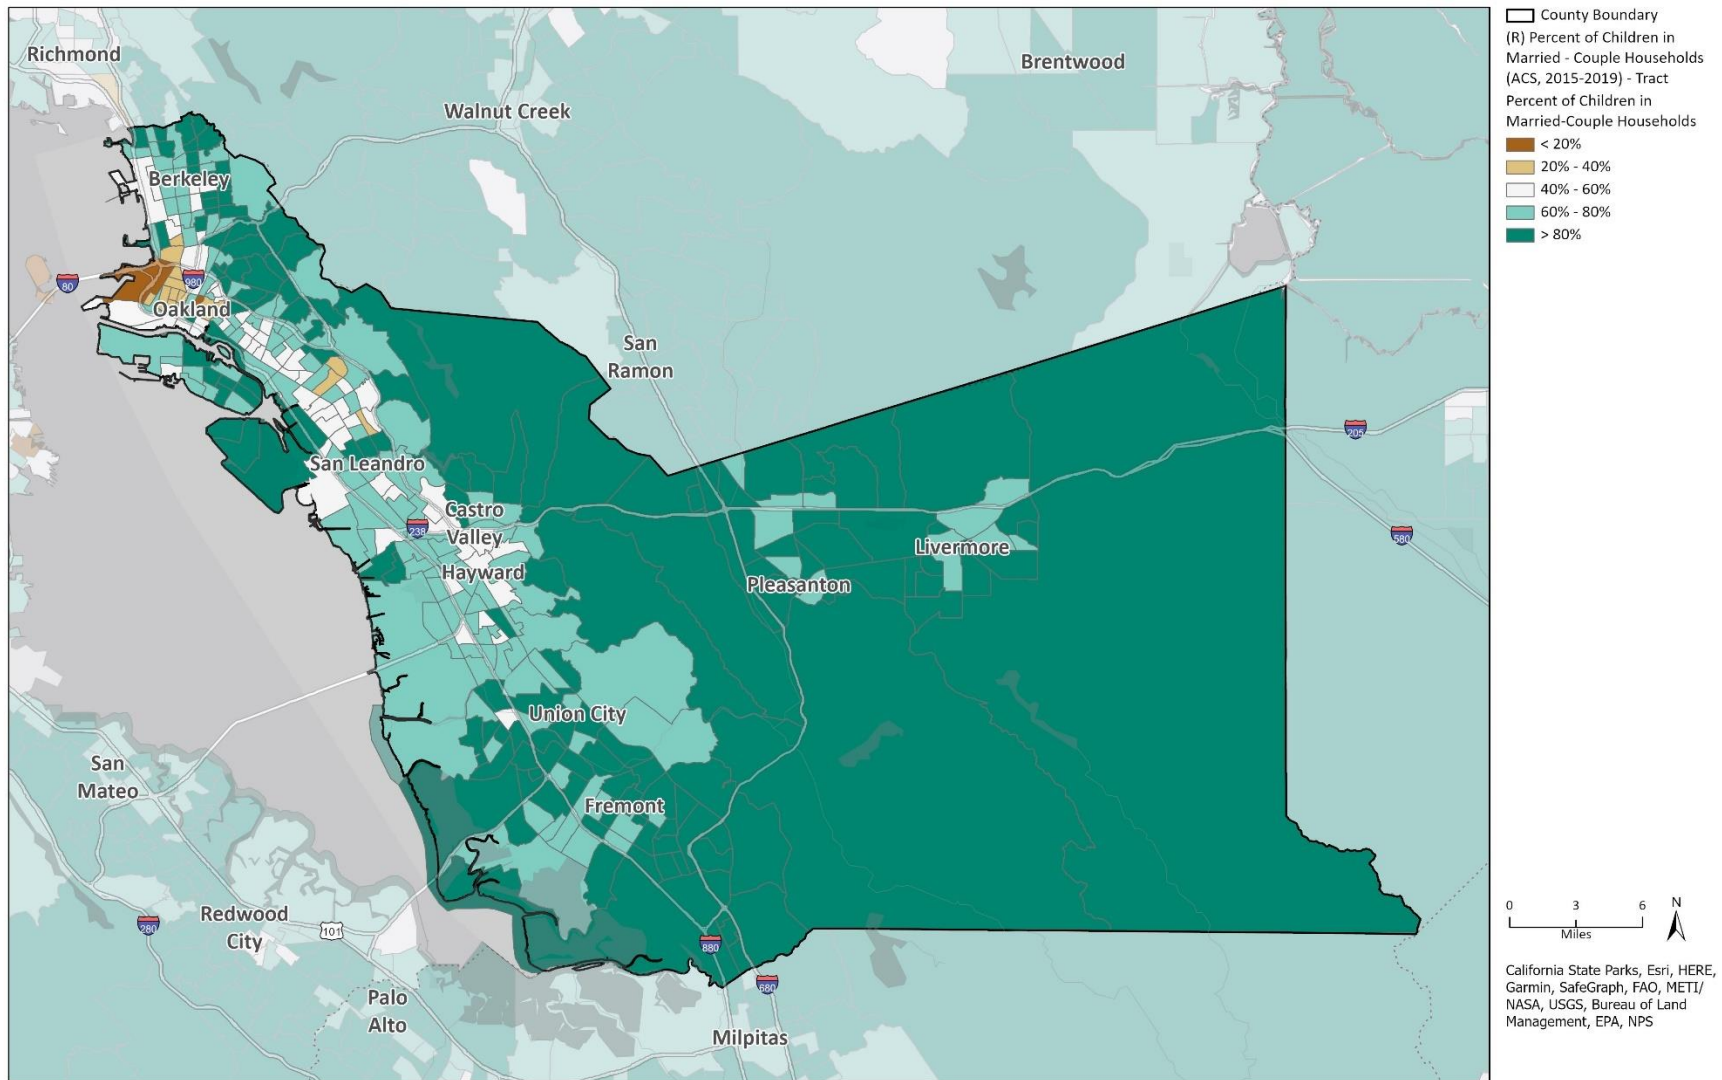 Richmond
Brentwood
Walnut Creek
Berkeley
80
980
Oakland
San
Ramon
205
San Leandro
Castro
Valley
238
580
Livermore
Hayward
Pleasanton
Union City
San
Mateo
Fremont
Redwood
City
280
101
880
680
Palo
Alto
Milpitas
County Boundary
(R) Percent of Children in
Married - Couple Households
(ACS, 2015-2019) - Tract
Percent of Children in
Married-Couple Households
< 20%
20% - 40%
40% - 60%
60% - 80%
> 80%
0 3 6
Miles
N
California State Parks, Esri, HERE,
Garmin, SafeGraph, FAO, METI/
NASA, USGS, Bureau of Land
Management, EPA, NPS